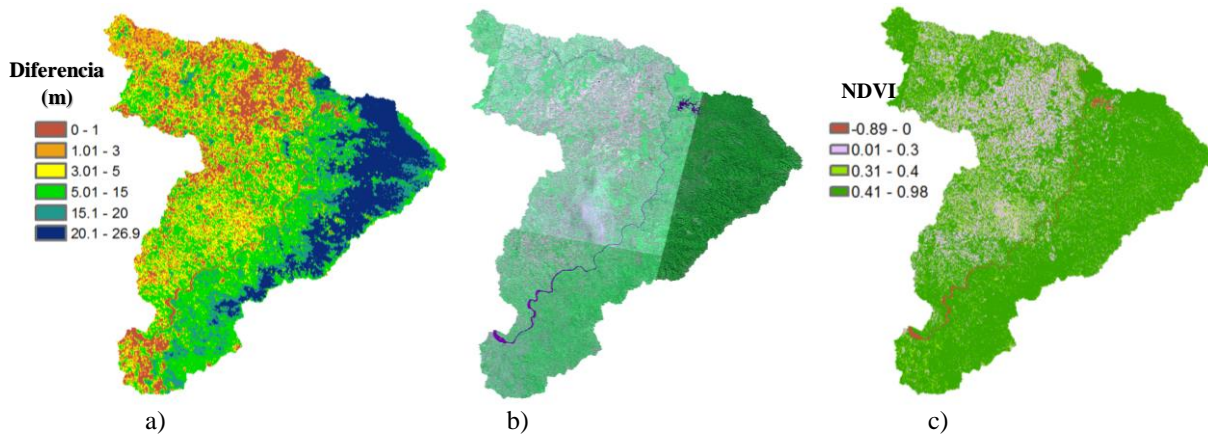 Diferencia
(m)
0 - 1
1.01 - 3
3.01 - 5
5.01 - 15
15.1 - 20
20.1 - 26.9
NDVI
-0.89 - 0
0.01 - 0.3
0.31 - 0.4
0.41 - 0.98
a)
b)
c)